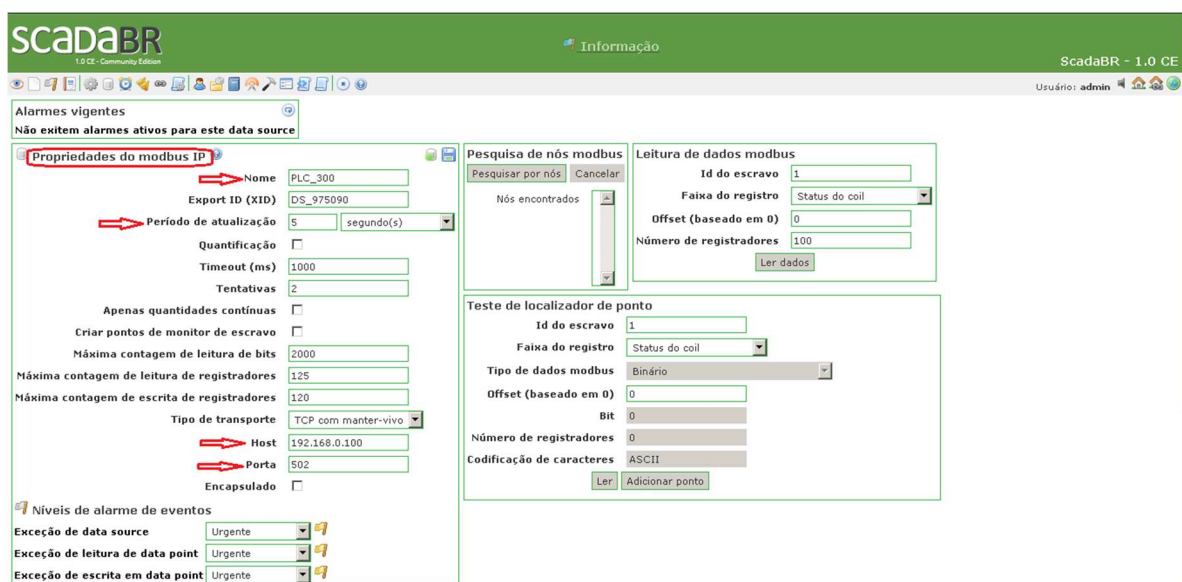 SCADABR
1.0 CE - Community Edition
Informação
ScadaBR - 1.0 CE
Usuário: admin
Alarmes vigentes
Não exitem alarmes ativos para este data source
Propriedades do modbus IP
Nome PLC_300
Export ID (XID) DS_975090
Período de atualização 5 segundo(s)
Quantificação
Timeout (ms) 1000
Tentativas 2
Apenas quantidades contínuas
Criar pontos de monitor de escravo
Máxima contagem de leitura de bits 2000
Máxima contagem de leitura de registradores 125
Máxima contagem de escrita de registradores 120
Tipo de transporte TCP com manter-vivo
Host 192.168.0.100
Porta 502
Encapsulado
Níveis de alarme de eventos
Exceção de data source Urgente
Exceção de leitura de data point Urgente
Exceção de escrita em data point Urgente
Pesquisa de nós modbus
Pesquisar por nós Cancelar
Nós encontrados
Leitura de dados modbus
Id do escravo 1
Faixa do registro Status do coil
Offset (baseado em 0) 0
Número de registradores 100
Ler dados
Teste de localizador de ponto
Id do escravo 1
Faixa do registro Status do coil
Tipo de dados modbus Binário
Offset (baseado em 0) 0
Bit 0
Número de registradores 0
Codificação de caracteres ASCII
Ler Adicionar ponto